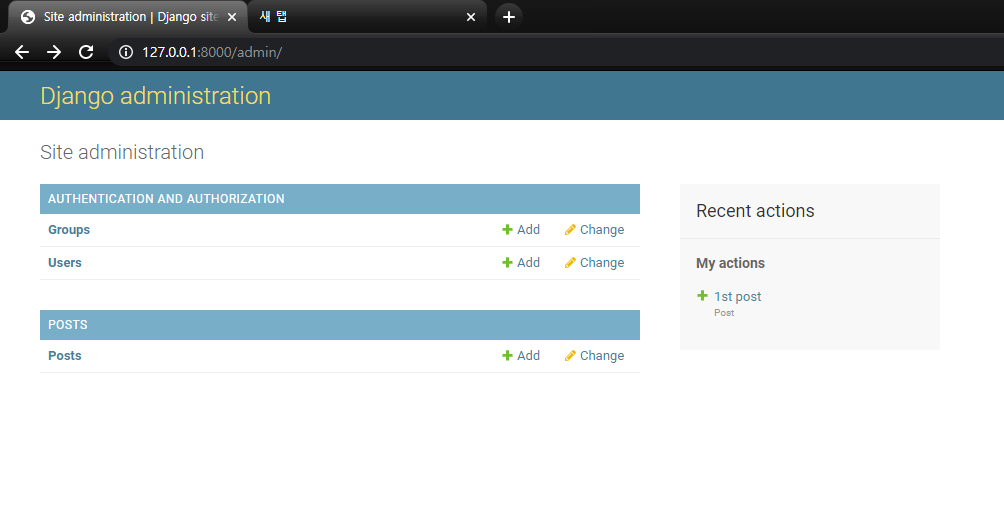 Site administration | Django site
새 탭
127.0.0.1:8000/admin/
Django administration
Site administration
AUTHENTICATION AND AUTHORIZATION
Groups Add Change
Users Add Change
POSTS
Posts Add Change
Recent actions
My actions
1st post
Post